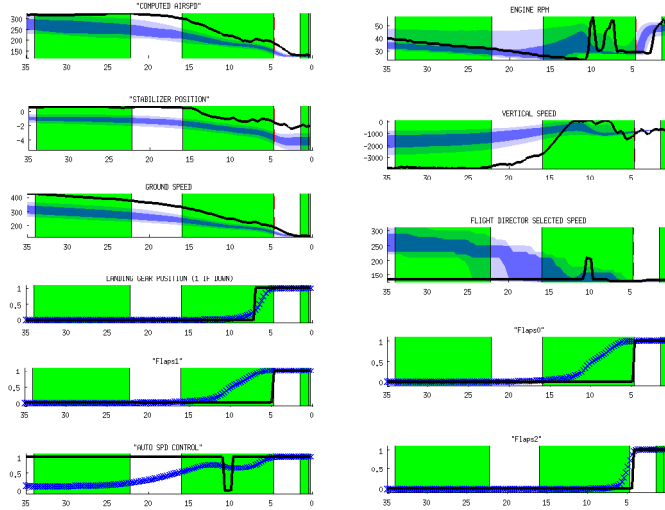 "COMPUTED AIRSPD"
300
250
200
150
35 30 25 20 15 10 5 0
"STABILIZER POSITION"
0
−2
−4
35 30 25 20 15 10 5 0
GROUND SPEED
400
300
200
35 30 25 20 15 10 5 0
LANDING GEAR POSITION (1 IF DOWN)
1
0,5
0
35 30 25 20 15 10 5 0
"Flaps1"
1
0,5
0
35 30 25 20 15 10 5 0
"AUTO SPD CONTROL"
1
0,5
0
35 30 25 20 15 10 5 0
ENGINE RPM
50
40
30
35 30 25 20 15 10 5
VERTICAL SPEED
0
−1000
−2000
−3000
35 30 25 20 15 10 5
FLIGHT DIRECTOR SELECTED SPEED
300
250
200
150
35 30 25 20 15 10 5
"Flaps0"
1
0,5
0
35 30 25 20 15 10 5
"Flaps2"
1
0,5
0
35 30 25 20 15 10 5